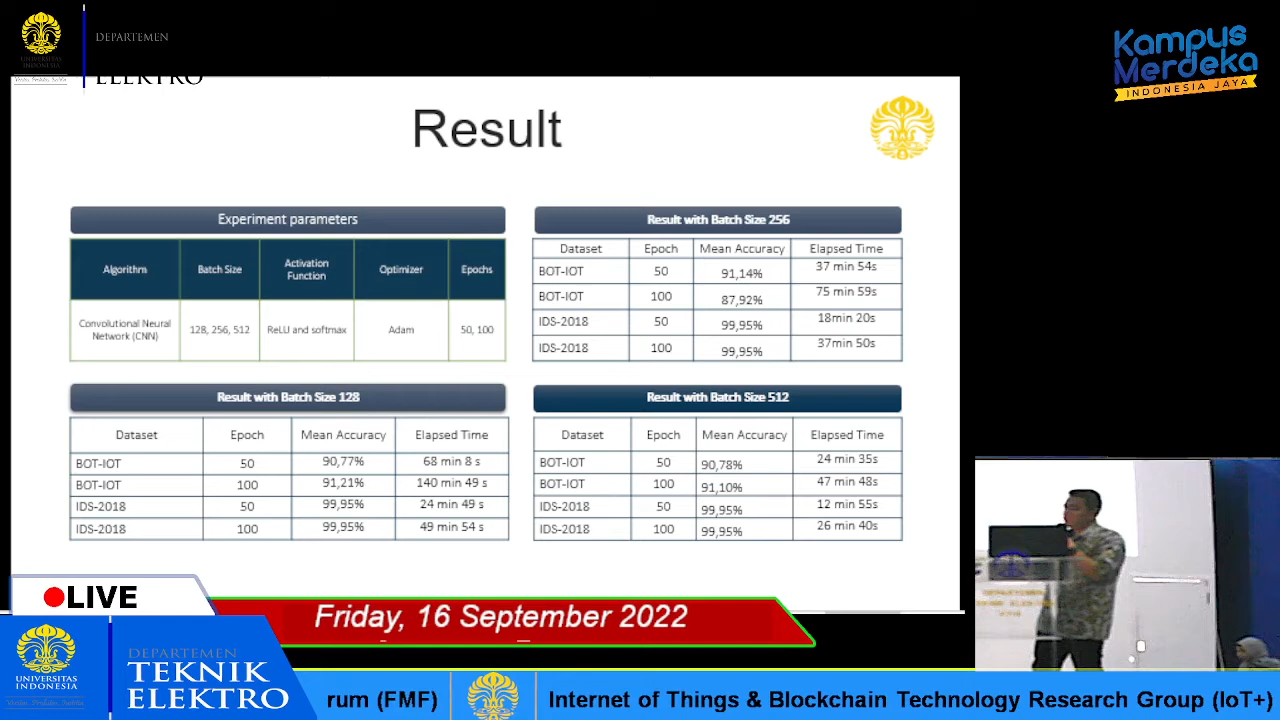 UNIVERSITAS
INDONESIA
DEPARTEMEN
ELEKTRO
Kampus
Merdeka
INDONESIA JAYA
Result
Experiment parameters
Algorithm Batch Size Activation Function Optimizer Epochs
Convolutional Neural Network (CNN) 128, 256, 512 ReLU and softmax Adam 50, 100
Result with Batch Size 256
Dataset Epoch Mean Accuracy Elapsed Time
BOT-IOT 50 91,14% 37 min 54s
BOT-IOT 100 87,92% 75 min 59s
IDS-2018 50 99,95% 18min 20s
IDS-2018 100 99,95% 37min 50s
Result with Batch Size 128
Dataset Epoch Mean Accuracy Elapsed Time
BOT-IOT 50 90,77% 68 min 8 s
BOT-IOT 100 91,21% 140 min 49 s
IDS-2018 50 99,95% 24 min 49 s
IDS-2018 100 99,95% 49 min 54 s
Result with Batch Size 512
Dataset Epoch Mean Accuracy Elapsed Time
BOT-IOT 50 90,78% 24 min 35s
BOT-IOT 100 91,10% 47 min 48s
IDS-2018 50 99,95% 12 min 55s
IDS-2018 100 99,95% 26 min 40s
LIVE
Friday, 16 September 2022
UNIVERSITAS
INDONESIA
DEPARTEMEN
TEKNIK
ELEKTRO
rum (FMF)
Internet of Things & Blockchain Technology Research Group (IoT+)